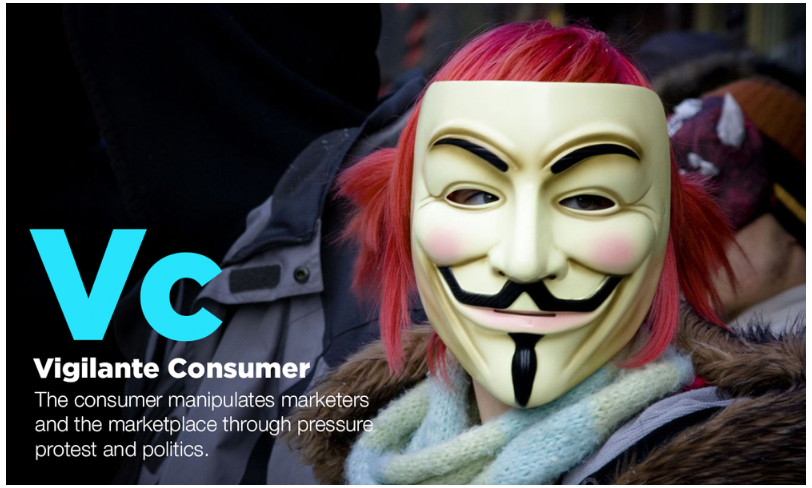 Vc
Vigilante Consumer
The consumer manipulates marketers
and the marketplace through pressure
protest and politics.